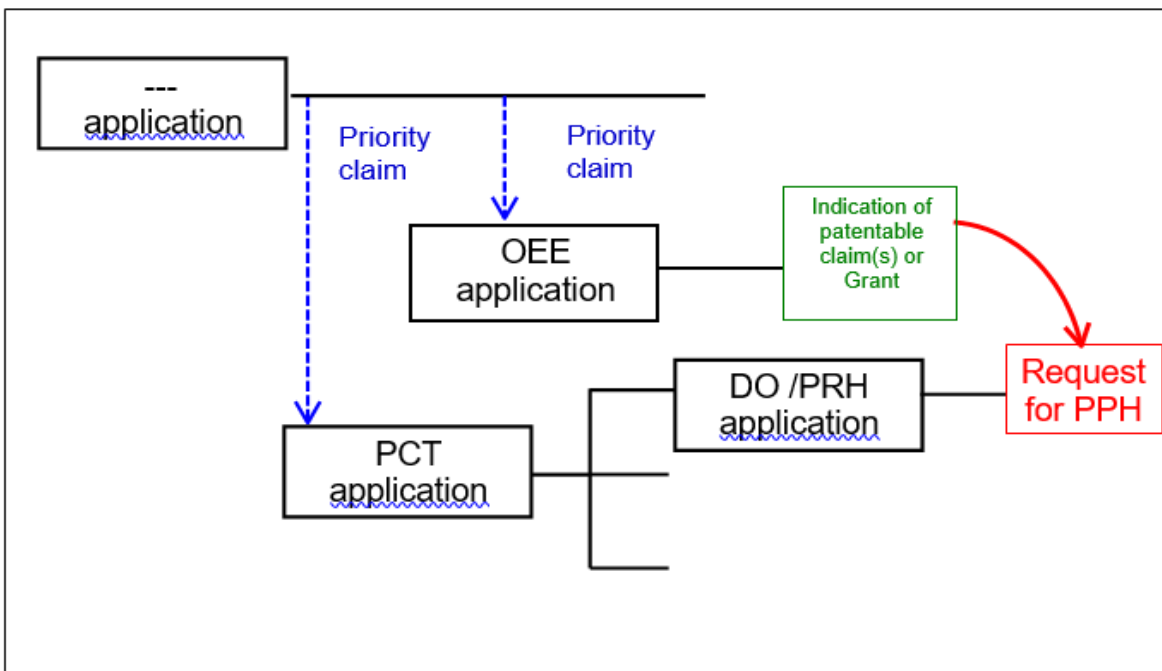 ---
application
Priority
claim
Priority
claim
OEE
application
Indication of
patentable
claim(s) or
Grant
DO /PRH
application
Request
for PPH
PCT
application